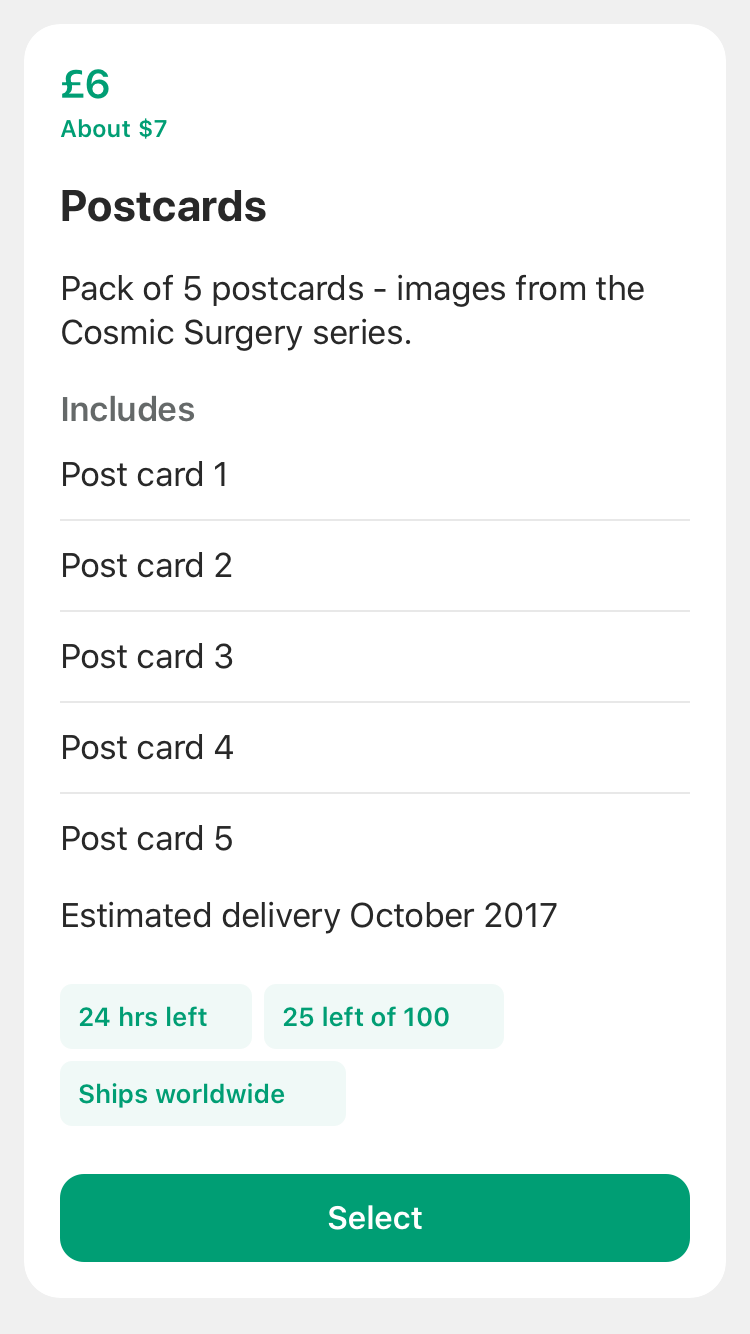 £6
About $7
Postcards
Pack of 5 postcards - images from the
Cosmic Surgery series.
Includes
Post card 1
Post card 2
Post card 3
Post card 4
Post card 5
Estimated delivery October 2017
24 hrs left
25 left of 100
Ships worldwide
Select